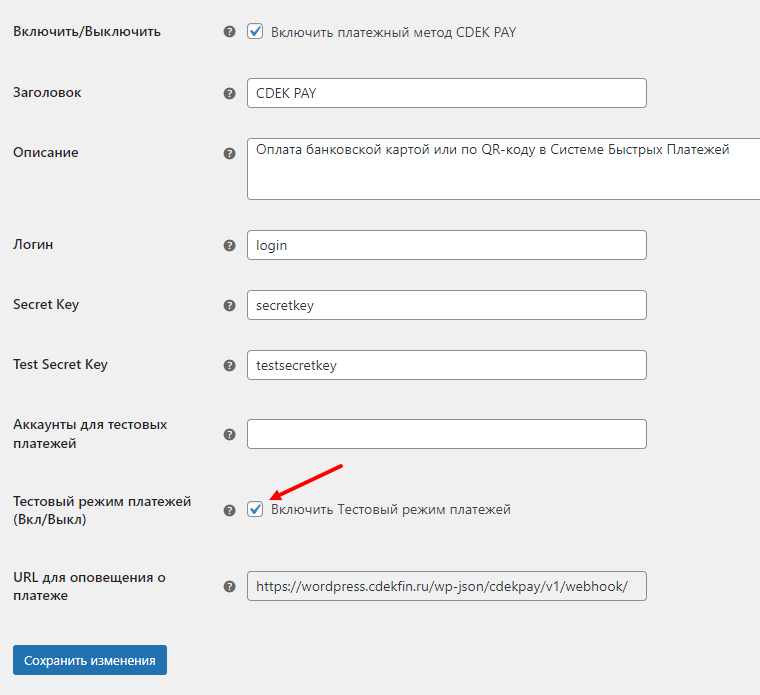 Включить/Выключить
? Включить платежный метод CDEK PAY
Заголовок
? CDEK PAY
Описание
? Оплата банковской картой или по QR-коду в Системе Быстрых Платежей
Логин
? login
Secret Key
? secretkey
Test Secret Key
? testsecretkey
Аккаунты для тестовых
платежей
?
Тестовый режим платежей
(Вкл/Выкл)
? Включить Тестовый режим платежей
URL для оповещения о
платеже
? https://wordpress.cdekfin.ru/wp-json/cdekpay/v1/webhook/
Сохранить изменения